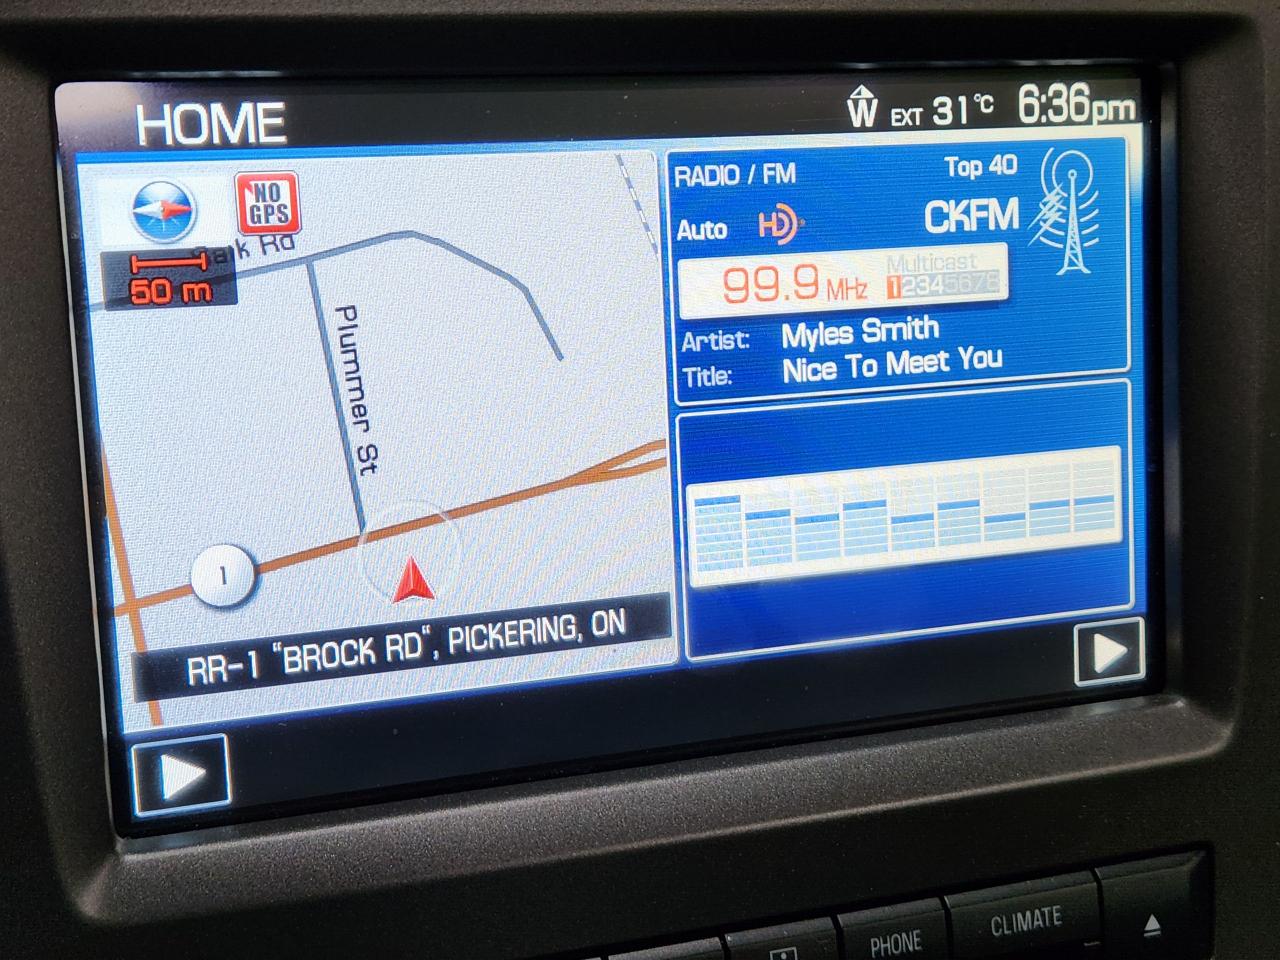 HOME
W EXT 31°C 6:36pm
NO
GPS
50 m
Plummer St
1
RR-1 "BROCK RD", PICKERING, ON
RADIO / FM Top 40
Auto HD CKFM
99.9 MHz Multicast
12345678
Artist: Myles Smith
Title: Nice To Meet You
PHONE
CLIMATE